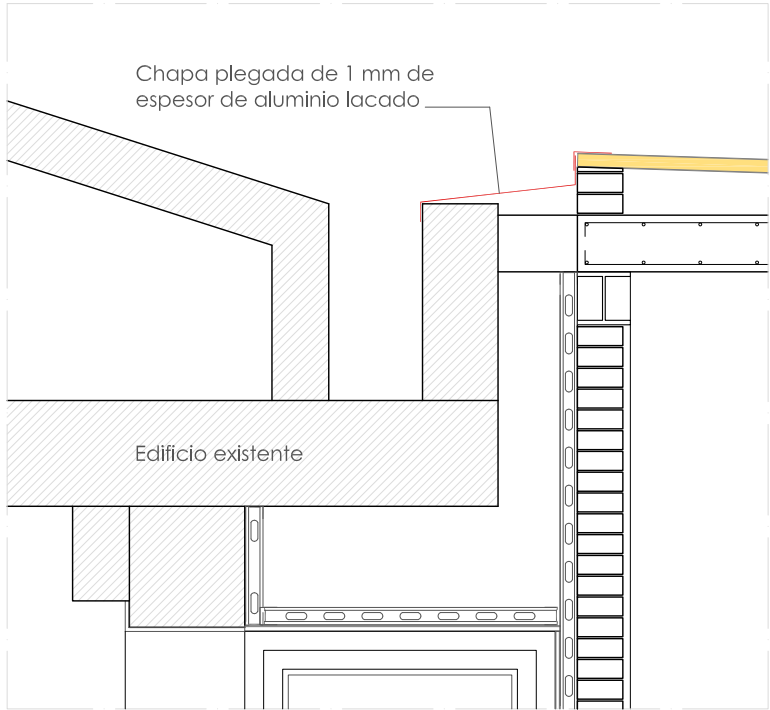 Chapa plegada de 1 mm de
espesor de aluminio lacado
Edificio existente